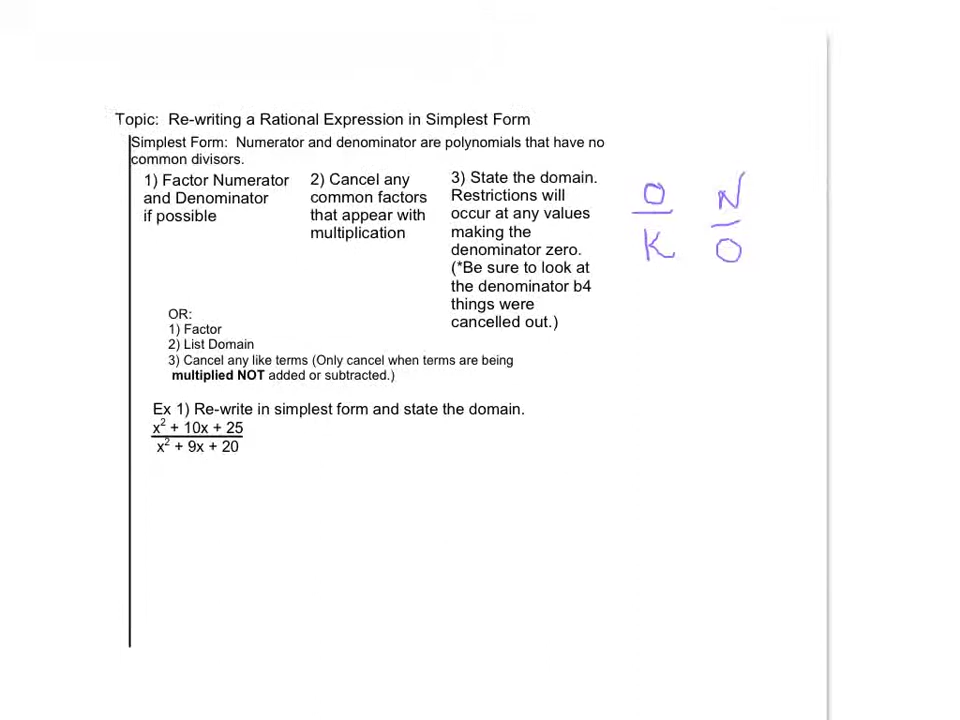 Topic: Re-writing a Rational Expression in Simplest Form
Simplest Form: Numerator and denominator are polynomials that have no
common divisors.
1) Factor Numerator
and Denominator
if possible
2) Cancel any
common factors
that appear with
multiplication
3) State the domain.
Restrictions will
occur at any values
making the
denominator zero.
(*Be sure to look at
the denominator b4
things were
cancelled out.)
O
K
N
O
OR:
1) Factor
2) List Domain
3) Cancel any like terms (Only cancel when terms are being
multiplied NOT added or subtracted.)
Ex 1) Re-write in simplest form and state the domain.
x² + 10x + 25
x² + 9x + 20